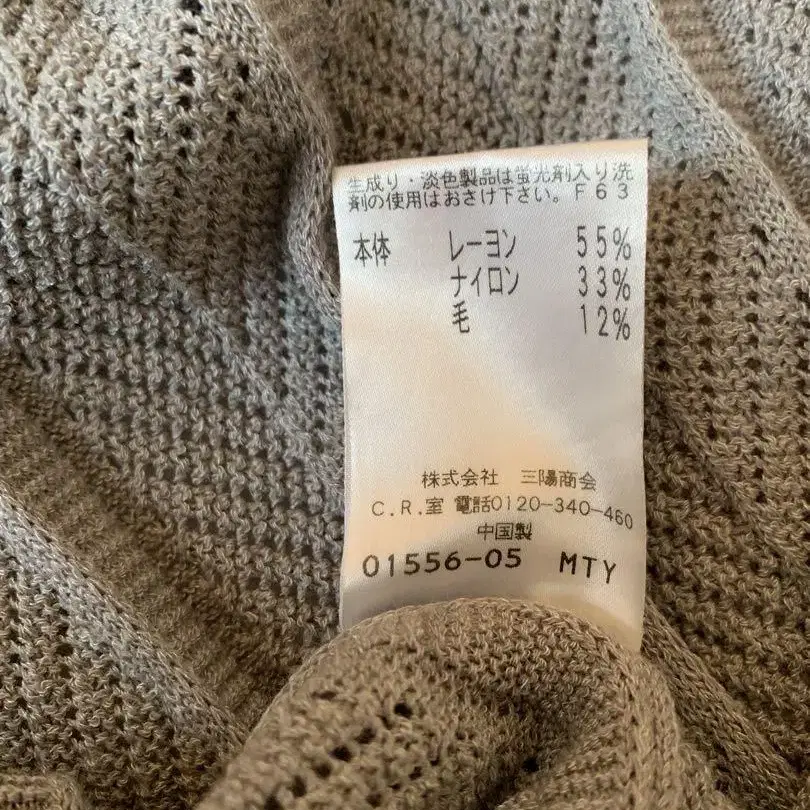 生成り・淡色製品は蛍光剤入り洗
剤の使用はおさけ下さい。F63
本体 レーヨン 55%
ナイロン 33%
毛 12%
株式会社 三陽商会
C.R.室 電話0120-340-460
中国製
01556-05 MTY